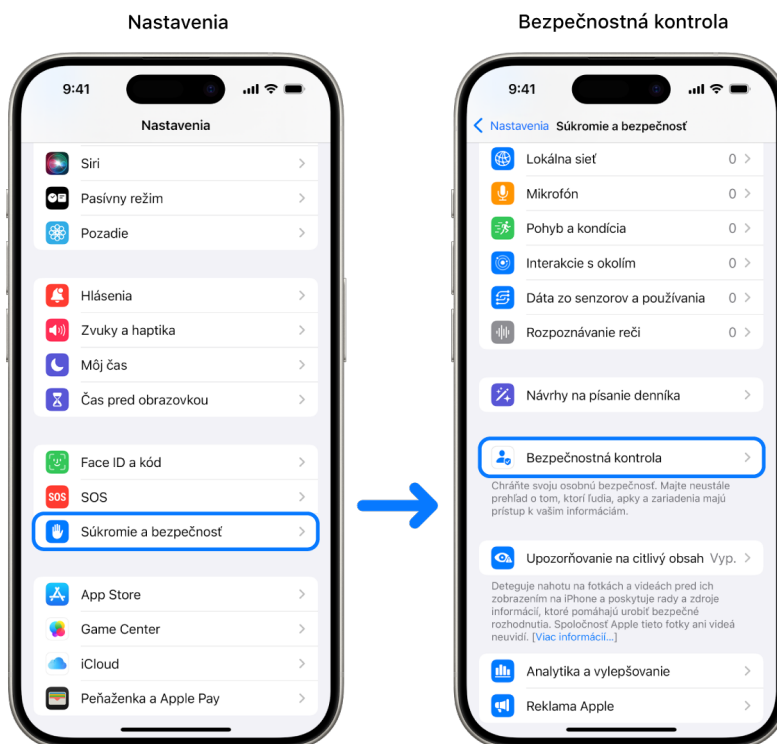 Nastavenia
9:41
Nastavenia
Siri
Pasívny režim
Pozadie
Hlásenia
Zvuky a haptika
Môj čas
Čas pred obrazovkou
Face ID a kód
SOS
SOS
Súkromie a bezpečnosť
App Store
Game Center
iCloud
Peňaženka a Apple Pay
Bezpečnostná kontrola
9:41
Nastavenia Súkromie a bezpečnosť
Lokálna sieť 0
Mikrofón 0
Pohyb a kondícia 0
Interakcie s okolím 0
Dáta zo senzorov a používania 0
Rozpoznávanie reči 0
Návrhy na písanie denníka
Bezpečnostná kontrola
Chráňte svoju osobnú bezpečnosť. Majte neustále
prehľad o tom, ktorí ľudia, apky a zariadenia majú
prístup k vašim informáciám.
Upozorňovanie na citlivý obsah Vyp.
Deteguje nahotu na fotkách a videách pred ich
zobrazením na iPhone a poskytuje rady a zdroje
informácií, ktoré pomáhajú urobiť bezpečné
rozhodnutia. Spoločnosť Apple tieto fotky ani videá
neuvidí. [Viac informácií...]
Analytika a vylepšovanie
Reklama Apple